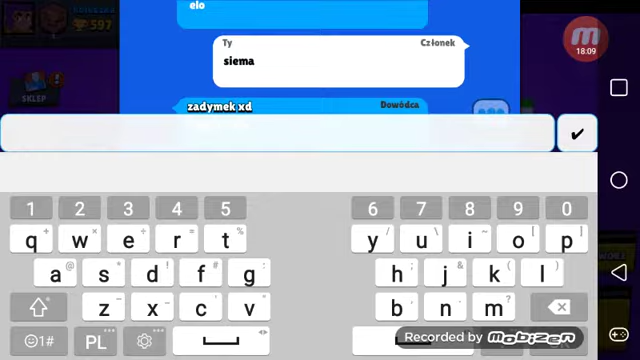 elo
597
Ty Członek
siema
18:09
SKLEP
zadymek xd Dowódca
1 2 3 4 5 6 7 8 9 0
q w e r t y u i o p
a s d f g h j k l
z x c v b n m
1# PL
Recorded by mobizen